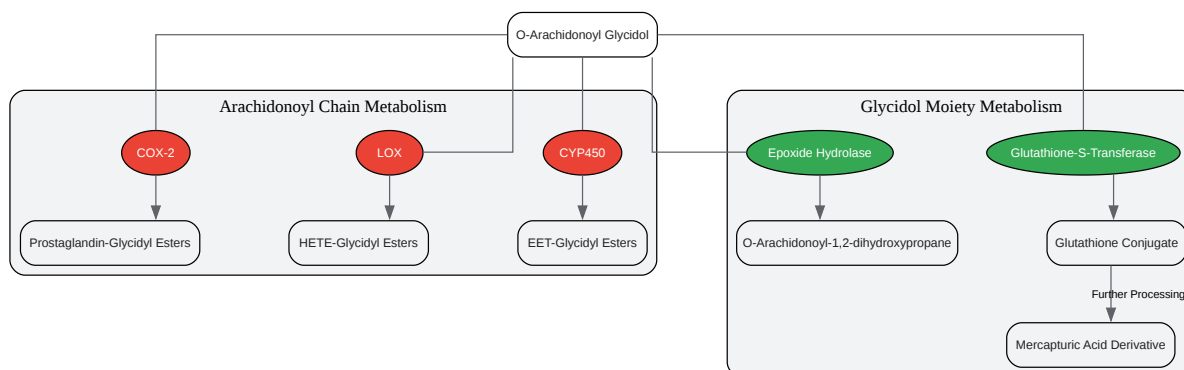 O-Arachidonoyl Glycidol
Arachidonoyl Chain Metabolism
Glycidol Moiety Metabolism
COX-2
LOX
CYP450
Epoxide Hydrolase
Glutathione-S-Transferase
Prostaglandin-Glycidyl Esters
HETE-Glycidyl Esters
EET-Glycidyl Esters
O-Arachidonoyl-1,2-dihydroxypropane
Glutathione Conjugate
Further Processing
Mercapturic Acid Derivative